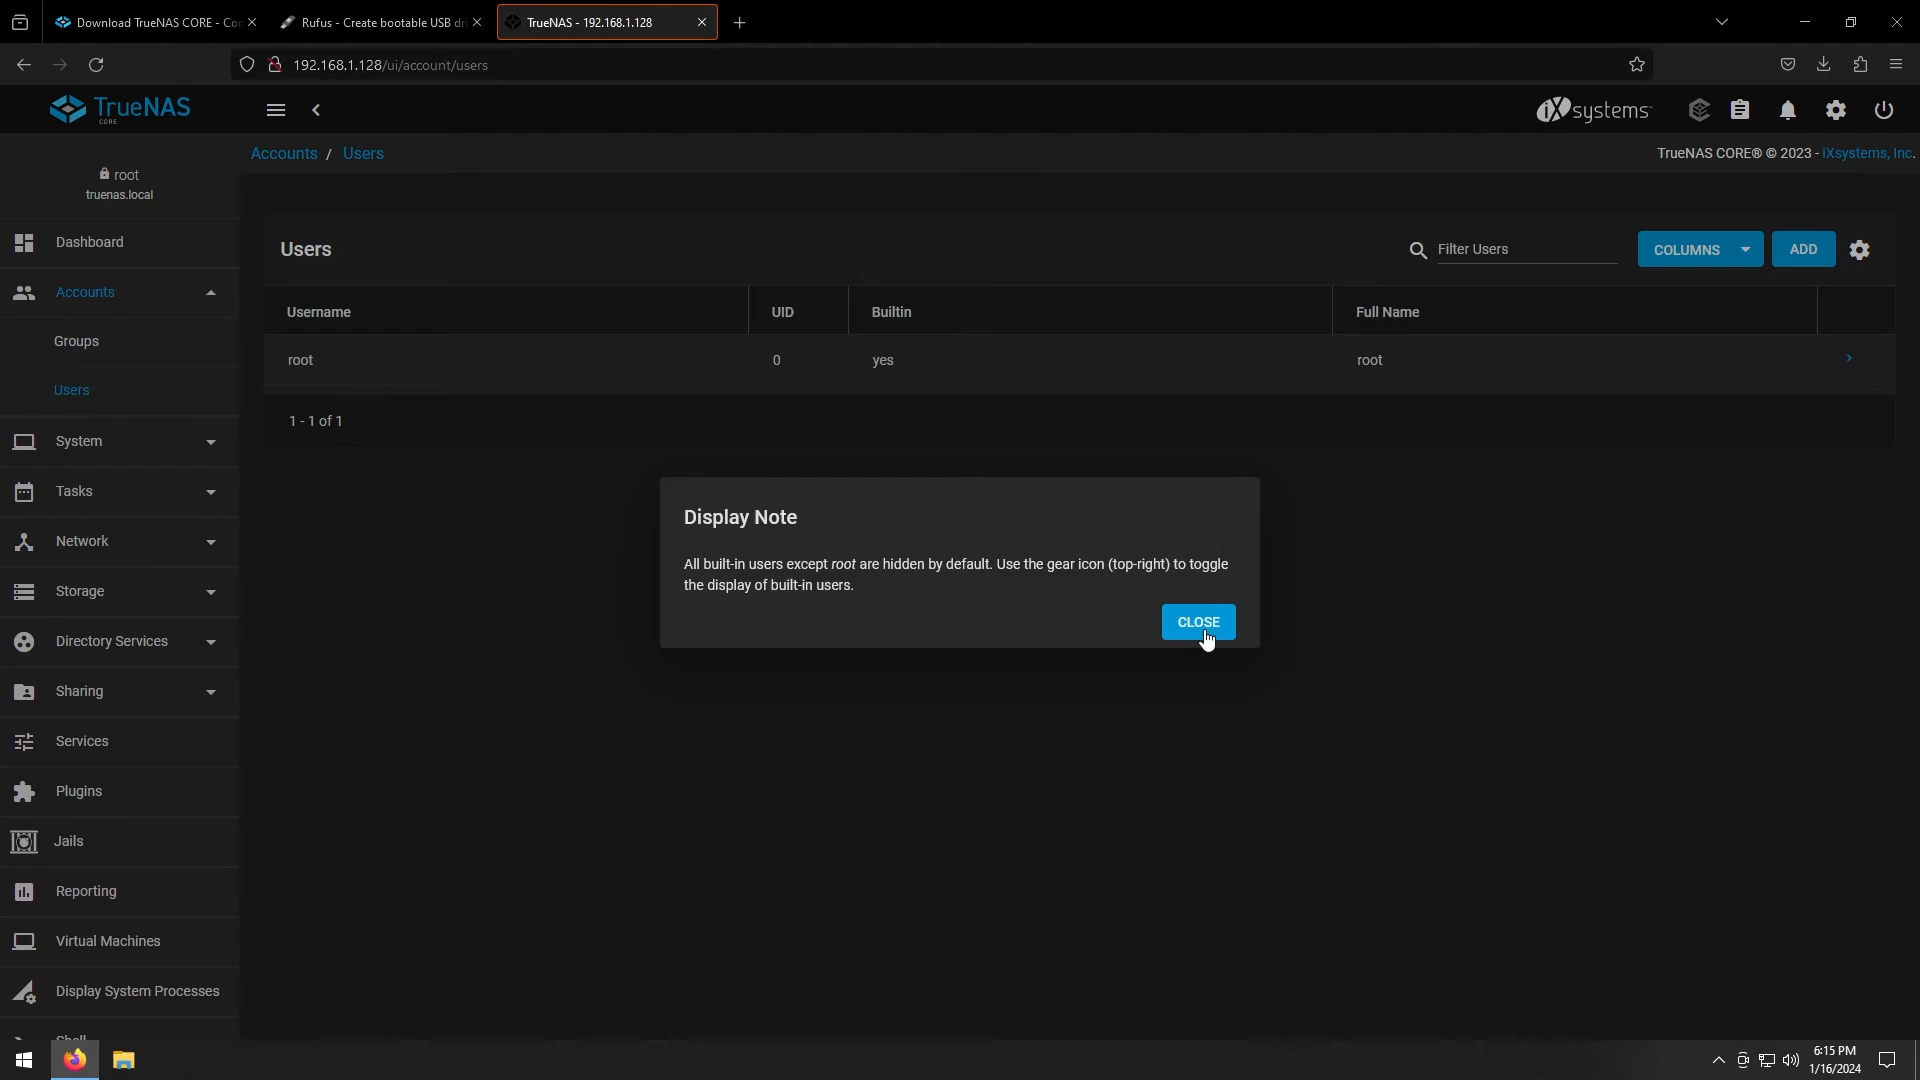 Download TrueNAS CORE - Co
Rufus - Create bootable USB dr
TrueNAS - 192.168.1.128
192.168.1.128/ui/account/users
TrueNAS
CORE
iXsystems
Accounts / Users
TrueNAS CORE® © 2023 - iXsystems, Inc.
root
truenas.local
Dashboard
Accounts
Groups
Users
System
Tasks
Network
Storage
Directory Services
Sharing
Services
Plugins
Jails
Reporting
Virtual Machines
Display System Processes
Shell
Users
Filter Users
COLUMNS
ADD
Username UID Builtin Full Name
root 0 yes root
1 - 1 of 1
Display Note
All built-in users except root are hidden by default. Use the gear icon (top-right) to toggle
the display of built-in users.
CLOSE
6:15 PM
1/16/2024